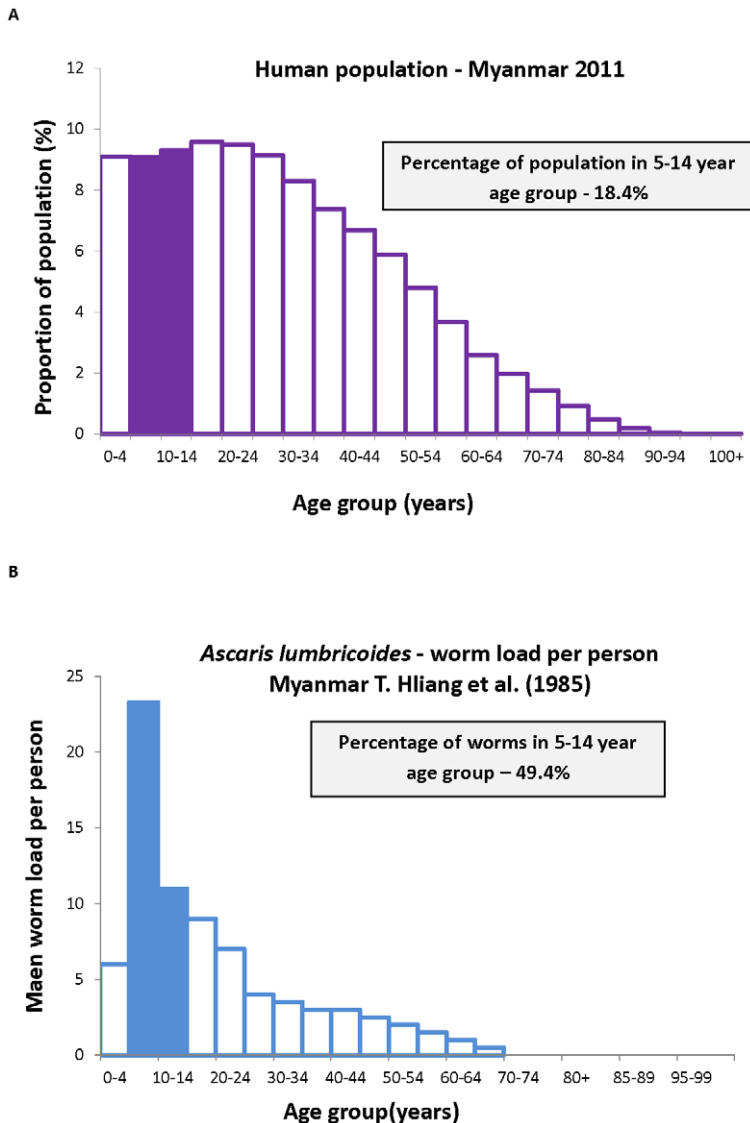 A
Human population - Myanmar 2011
Percentage of population in 5-14 year
age group - 18.4%
Proportion of population (%)
12
10
8
6
4
2
0
0-4 10-14 20-24 30-34 40-44 50-54 60-64 70-74 80-84 90-94 100+
Age group (years)
B
Ascaris lumbricoides - worm load per person
Myanmar T. Hliang et al. (1985)
Percentage of worms in 5-14 year
age group – 49.4%
Maen worm load per person
25
20
15
10
5
0
0-4 10-14 20-24 30-34 40-44 50-54 60-64 70-74 80+ 85-89 95-99
Age group(years)